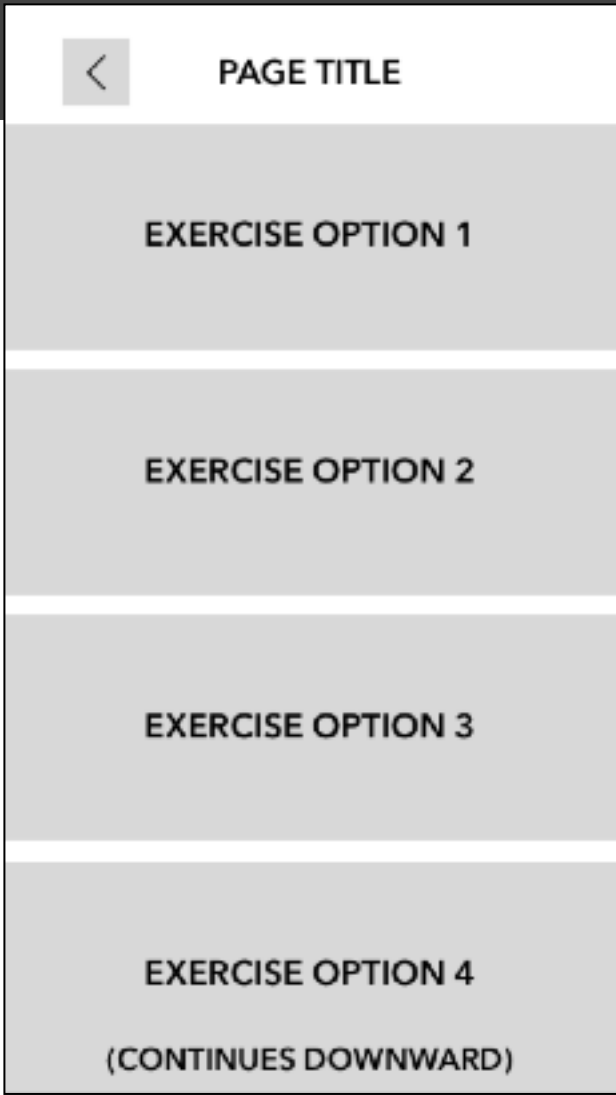 PAGE TITLE
EXERCISE OPTION 1
EXERCISE OPTION 2
EXERCISE OPTION 3
EXERCISE OPTION 4
(CONTINUES DOWNWARD)